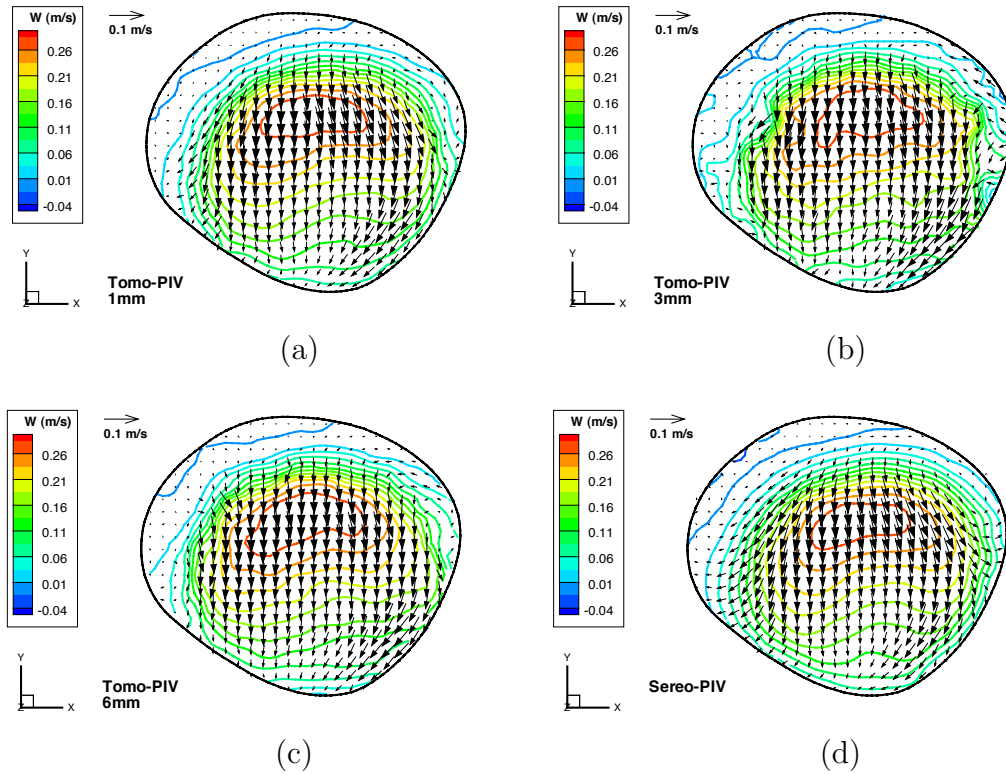 W (m/s)
0.26
0.21
0.16
0.11
0.06
0.01
-0.04
0.1 m/s
Y
Z
X
Tomo-PIV
1mm
(a)
W (m/s)
0.26
0.21
0.16
0.11
0.06
0.01
-0.04
0.1 m/s
Y
Z
X
Tomo-PIV
3mm
(b)
W (m/s)
0.26
0.21
0.16
0.11
0.06
0.01
-0.04
0.1 m/s
Y
Z
X
Tomo-PIV
6mm
(c)
W (m/s)
0.26
0.21
0.16
0.11
0.06
0.01
-0.04
0.1 m/s
Y
Z
X
Sereo-PIV
(d)